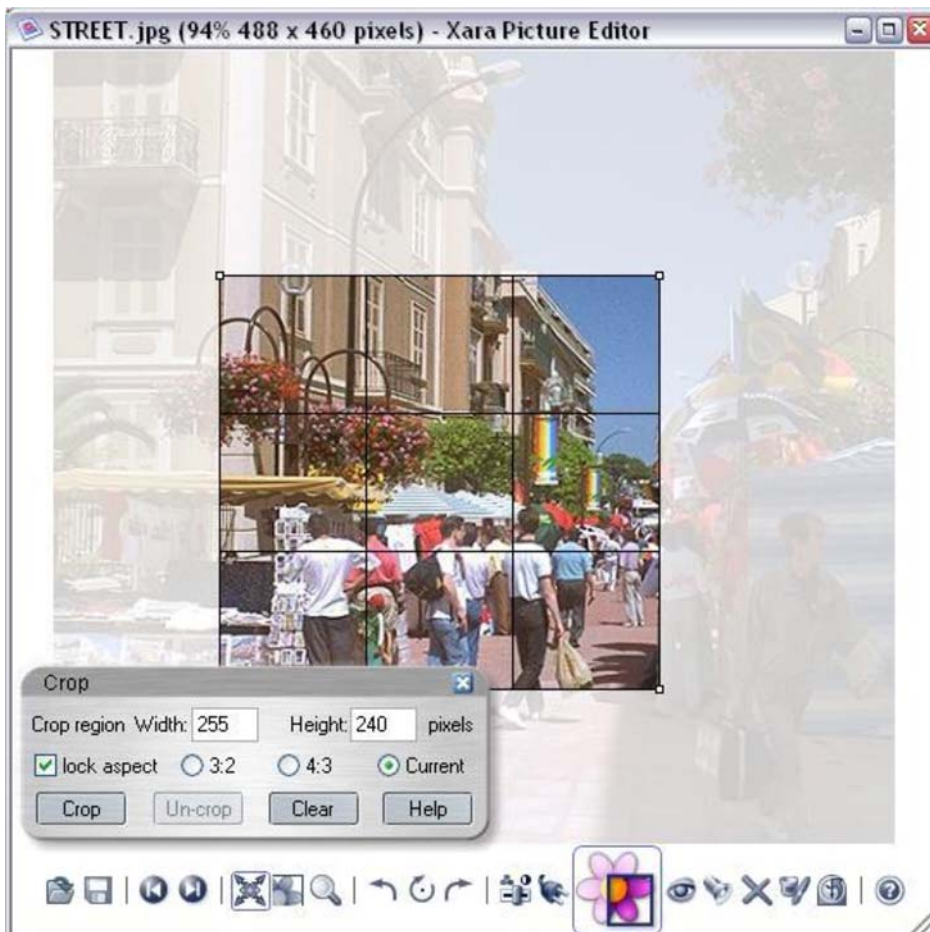 STREET.jpg (94% 488 x 460 pixels) - Xara Picture Editor
Crop
Crop region Width: 255 Height: 240 pixels
lock aspect 3:2 4:3 Current
Crop Un-crop Clear Help